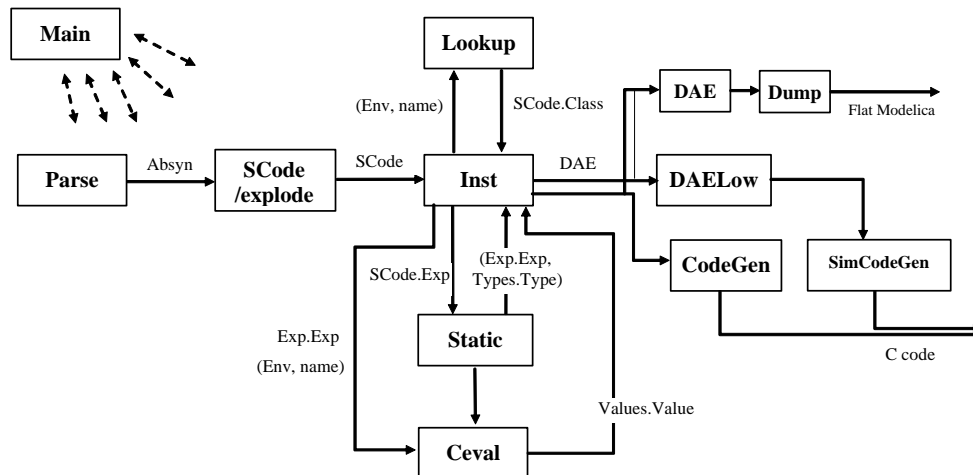 Main
Lookup
(Env, name)
SCode.Class
DAE
Dump
Flat Modelica
Parse
Absyn
SCode
/explode
SCode
Inst
DAE
DAELow
SCode.Exp
(Exp.Exp,
Types.Type)
CodeGen
SimCodeGen
Exp.Exp
(Env, name)
Static
C code
Values.Value
Ceval